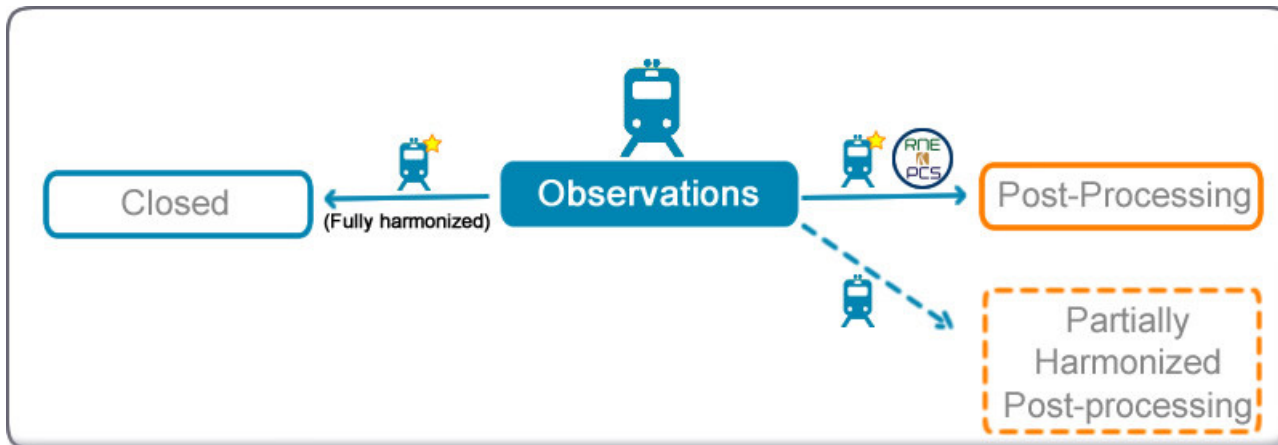 RNE
PCS
Closed
Observations
Post-Processing
(Fully harmonized)
Partially
Harmonized
Post-processing